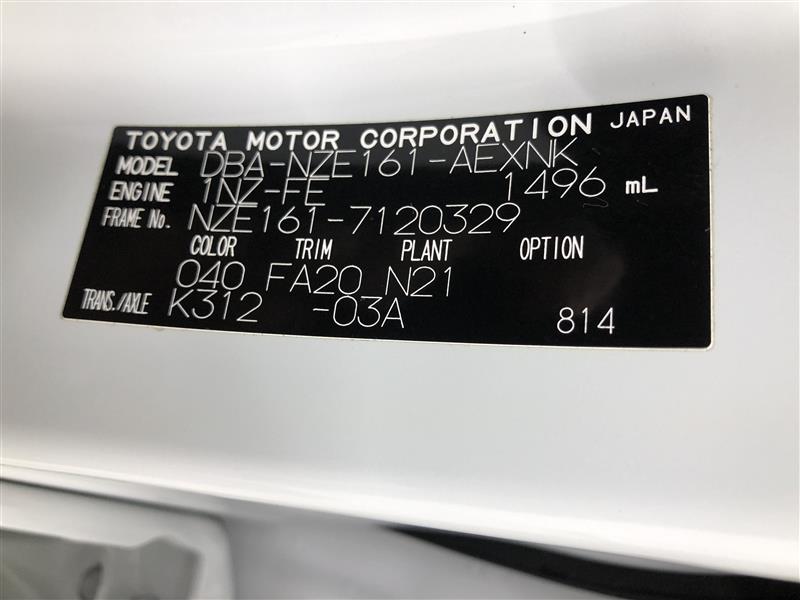 TOYOTA MOTOR CORPORATION JAPAN
MODEL DBA-NZE161-AEXNK
ENGINE 1NZ-FE 1496 mL
FRAME No. NZE161-7120329
COLOR TRIM PLANT OPTION
040 FA20 N21
TRANS./AXLE K312 -03A 814